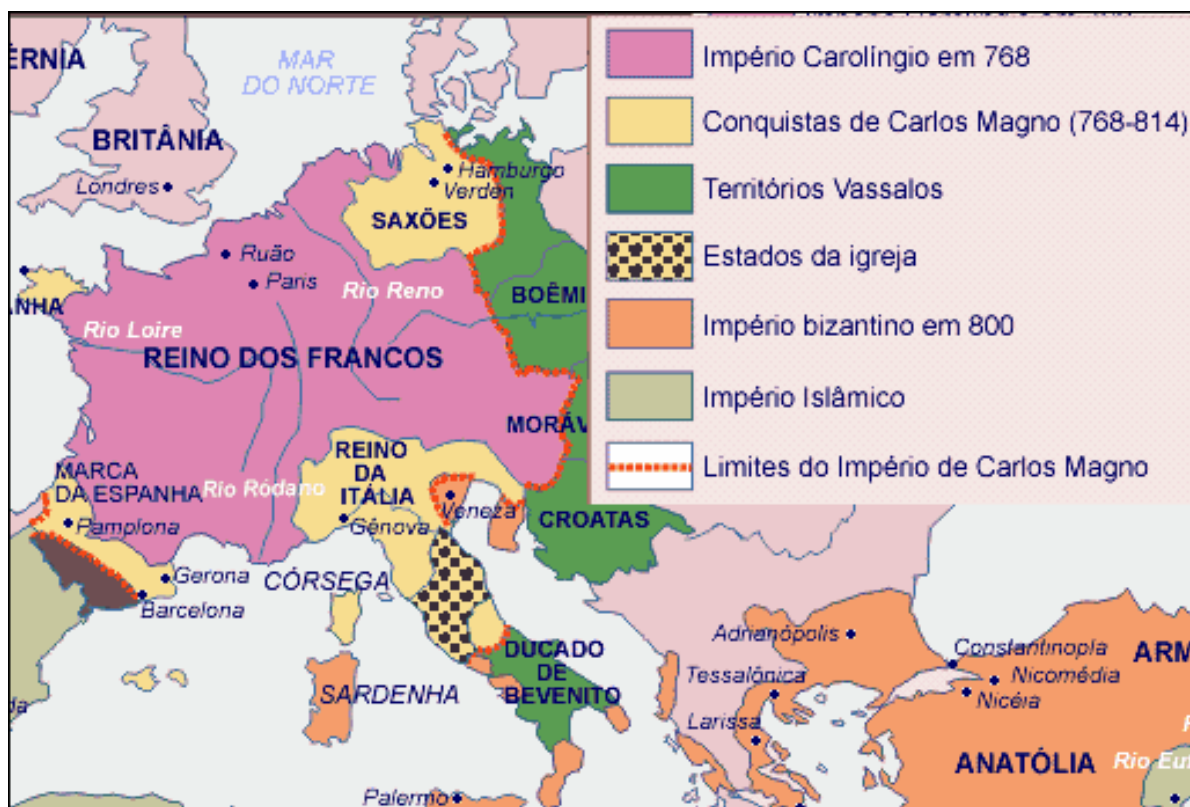 ÉRNIA
MAR
DO NORTE
BRITÂNIA
Londres
Hamburgo
Verden
SAXÕES
Ruão
Paris
Rio Reno
BOÊMI
ANHA
Rio Loire
REINO DOS FRANCOS
MORÁV
REINO
DA
ITÁLIA
MARCA
DA ESPANHA
Rio Ródano
Pamplona
Veneza
Gênova
CROATAS
Gerona
CÓRSEGA
Barcelona
DUCADO
DE
BEVENITO
SARDENHA
Adrianópolis
Constantinopla
ARM
Tessalônica
Nicomédia
Nicéia
da
Larissa
ANATÓLIA
Rio Euf
Palermo
Império Carolíngio em 768
Conquistas de Carlos Magno (768-814)
Territórios Vassalos
Estados da igreja
Império bizantino em 800
Império Islâmico
Limites do Império de Carlos Magno